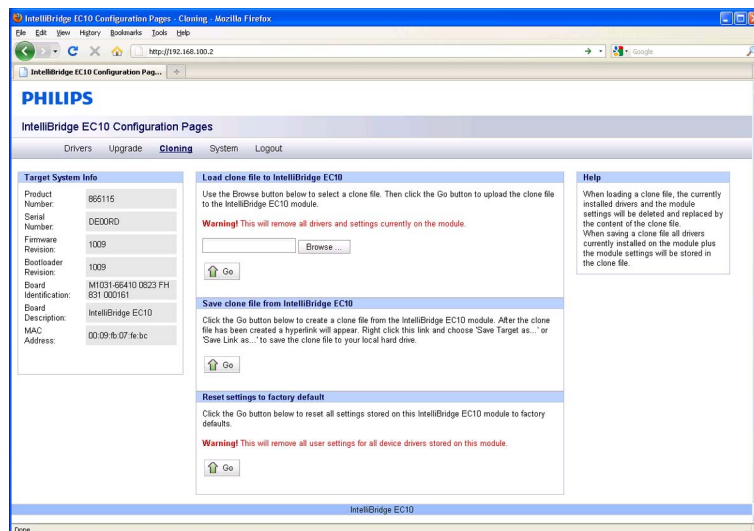 IntelliBridge EC10 Configuration Pages - Cloning - Mozilla Firefox
File Edit View History Bookmarks Tools Help
http://192.168.100.2
Google
IntelliBridge EC10 Configuration Pag...
PHILIPS
IntelliBridge EC10 Configuration Pages
Drivers Upgrade Cloning System Logout
Target System Info
Product Number: 865115
Serial Number: DE00RD
Firmware Revision: 1009
Bootloader Revision: 1009
Board Identification: M1031-66410 0823 FH 831 000161
Board Description: IntelliBridge EC10
MAC Address: 00:09:fb:07:fe:bc
Load clone file to IntelliBridge EC10
Use the Browse button below to select a clone file. Then click the Go button to upload the clone file
to the IntelliBridge EC10 module.
Warning! This will remove all drivers and settings currently on the module.
Browse ...
Go
Save clone file from IntelliBridge EC10
Click the Go button below to create a clone file from the IntelliBridge EC10 module. After the clone
file has been created a hyperlink will appear. Right click this link and choose 'Save Target as...' or
'Save Link as...' to save the clone file to your local hard drive.
Go
Reset settings to factory default
Click the Go button below to reset all settings stored on this IntelliBridge EC10 module to factory
defaults.
Warning! This will remove all user settings for all device drivers stored on this module.
Go
Help
When loading a clone file, the currently
installed drivers and the module
settings will be deleted and replaced by
the content of the clone file.
When saving a clone file all drivers
currently installed on the module plus
the module settings will be stored in
the clone file.
IntelliBridge EC10
Done